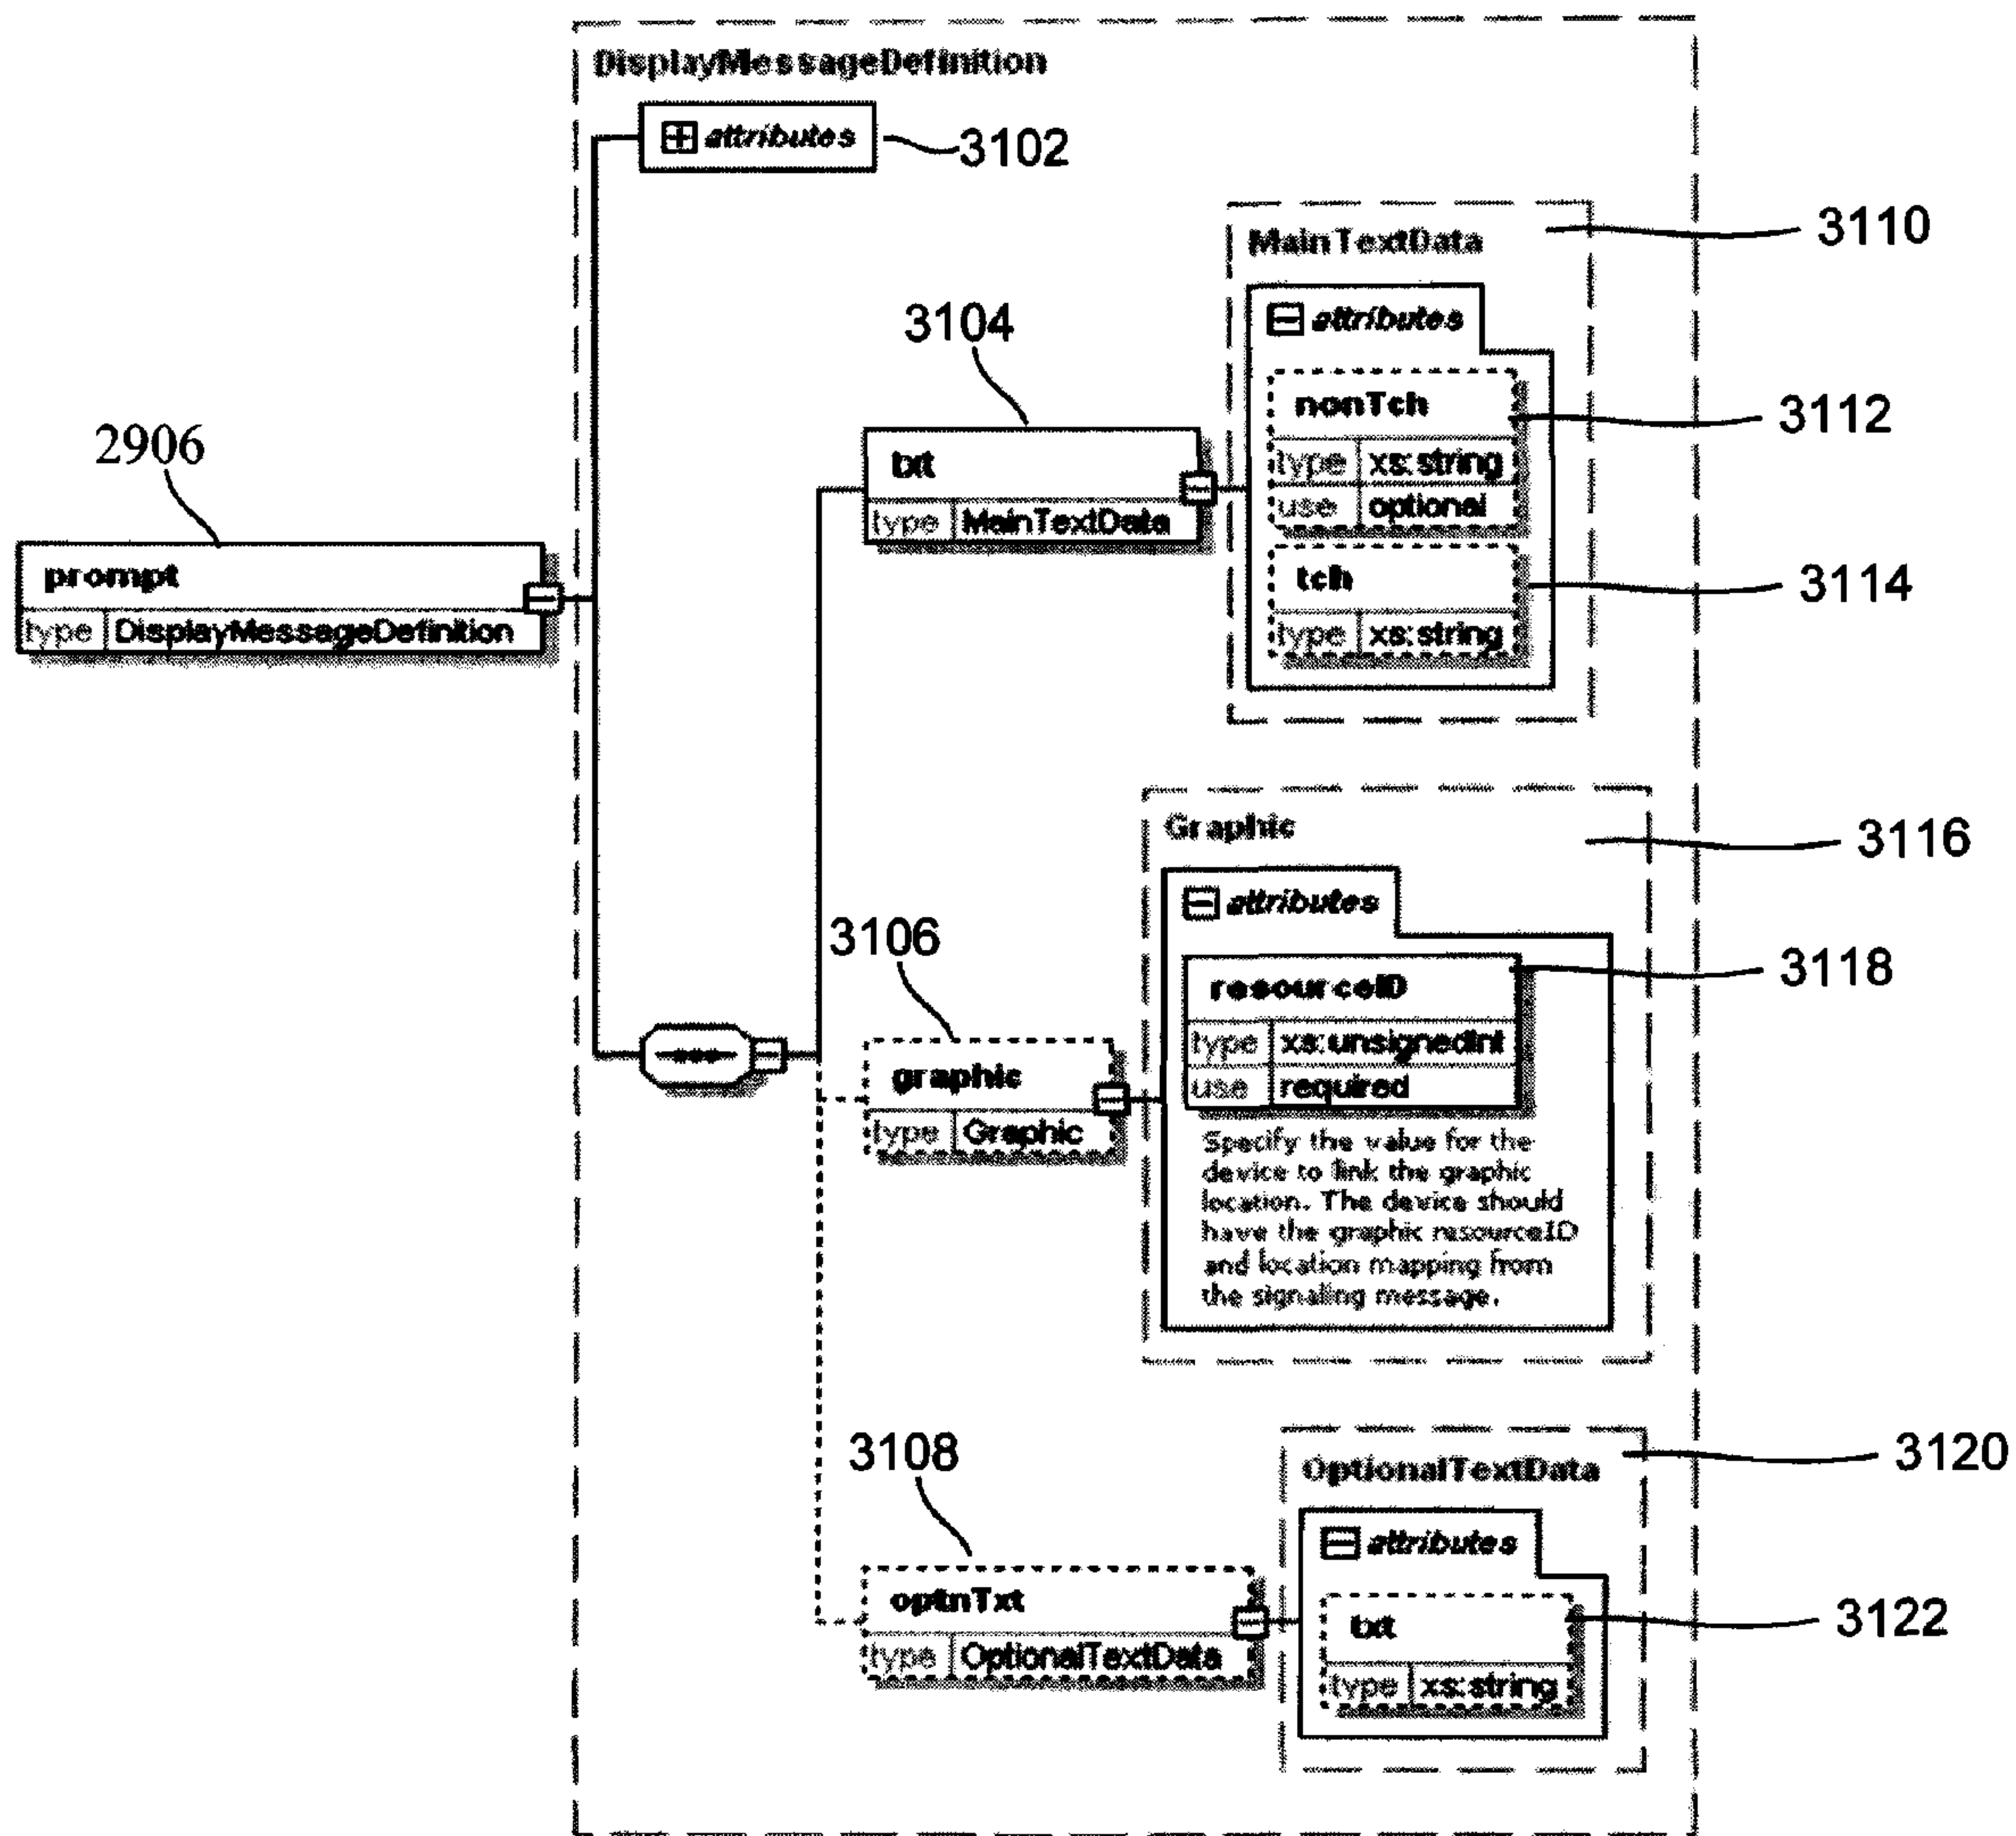 DisplayMessageDefinition
attributes
3102
MainTextData
3110
attributes
3104
nonTch
3112
type xs:string
use optional
txt
type MainTextData
2906
tch
3114
type xs:string
prompt
type DisplayMessageDefinition
Graphic
3116
attributes
3106
resourceID
3118
type xs:unsignedInt
use required
graphic
type Graphic
Specify the value for the
device to link the graphic
location. The device should
have the graphic resourceID
and location mapping from
the signaling message.
3108
OptionalTextData
3120
attributes
optnTxt
type OptionalTextData
txt
3122
type xs:string